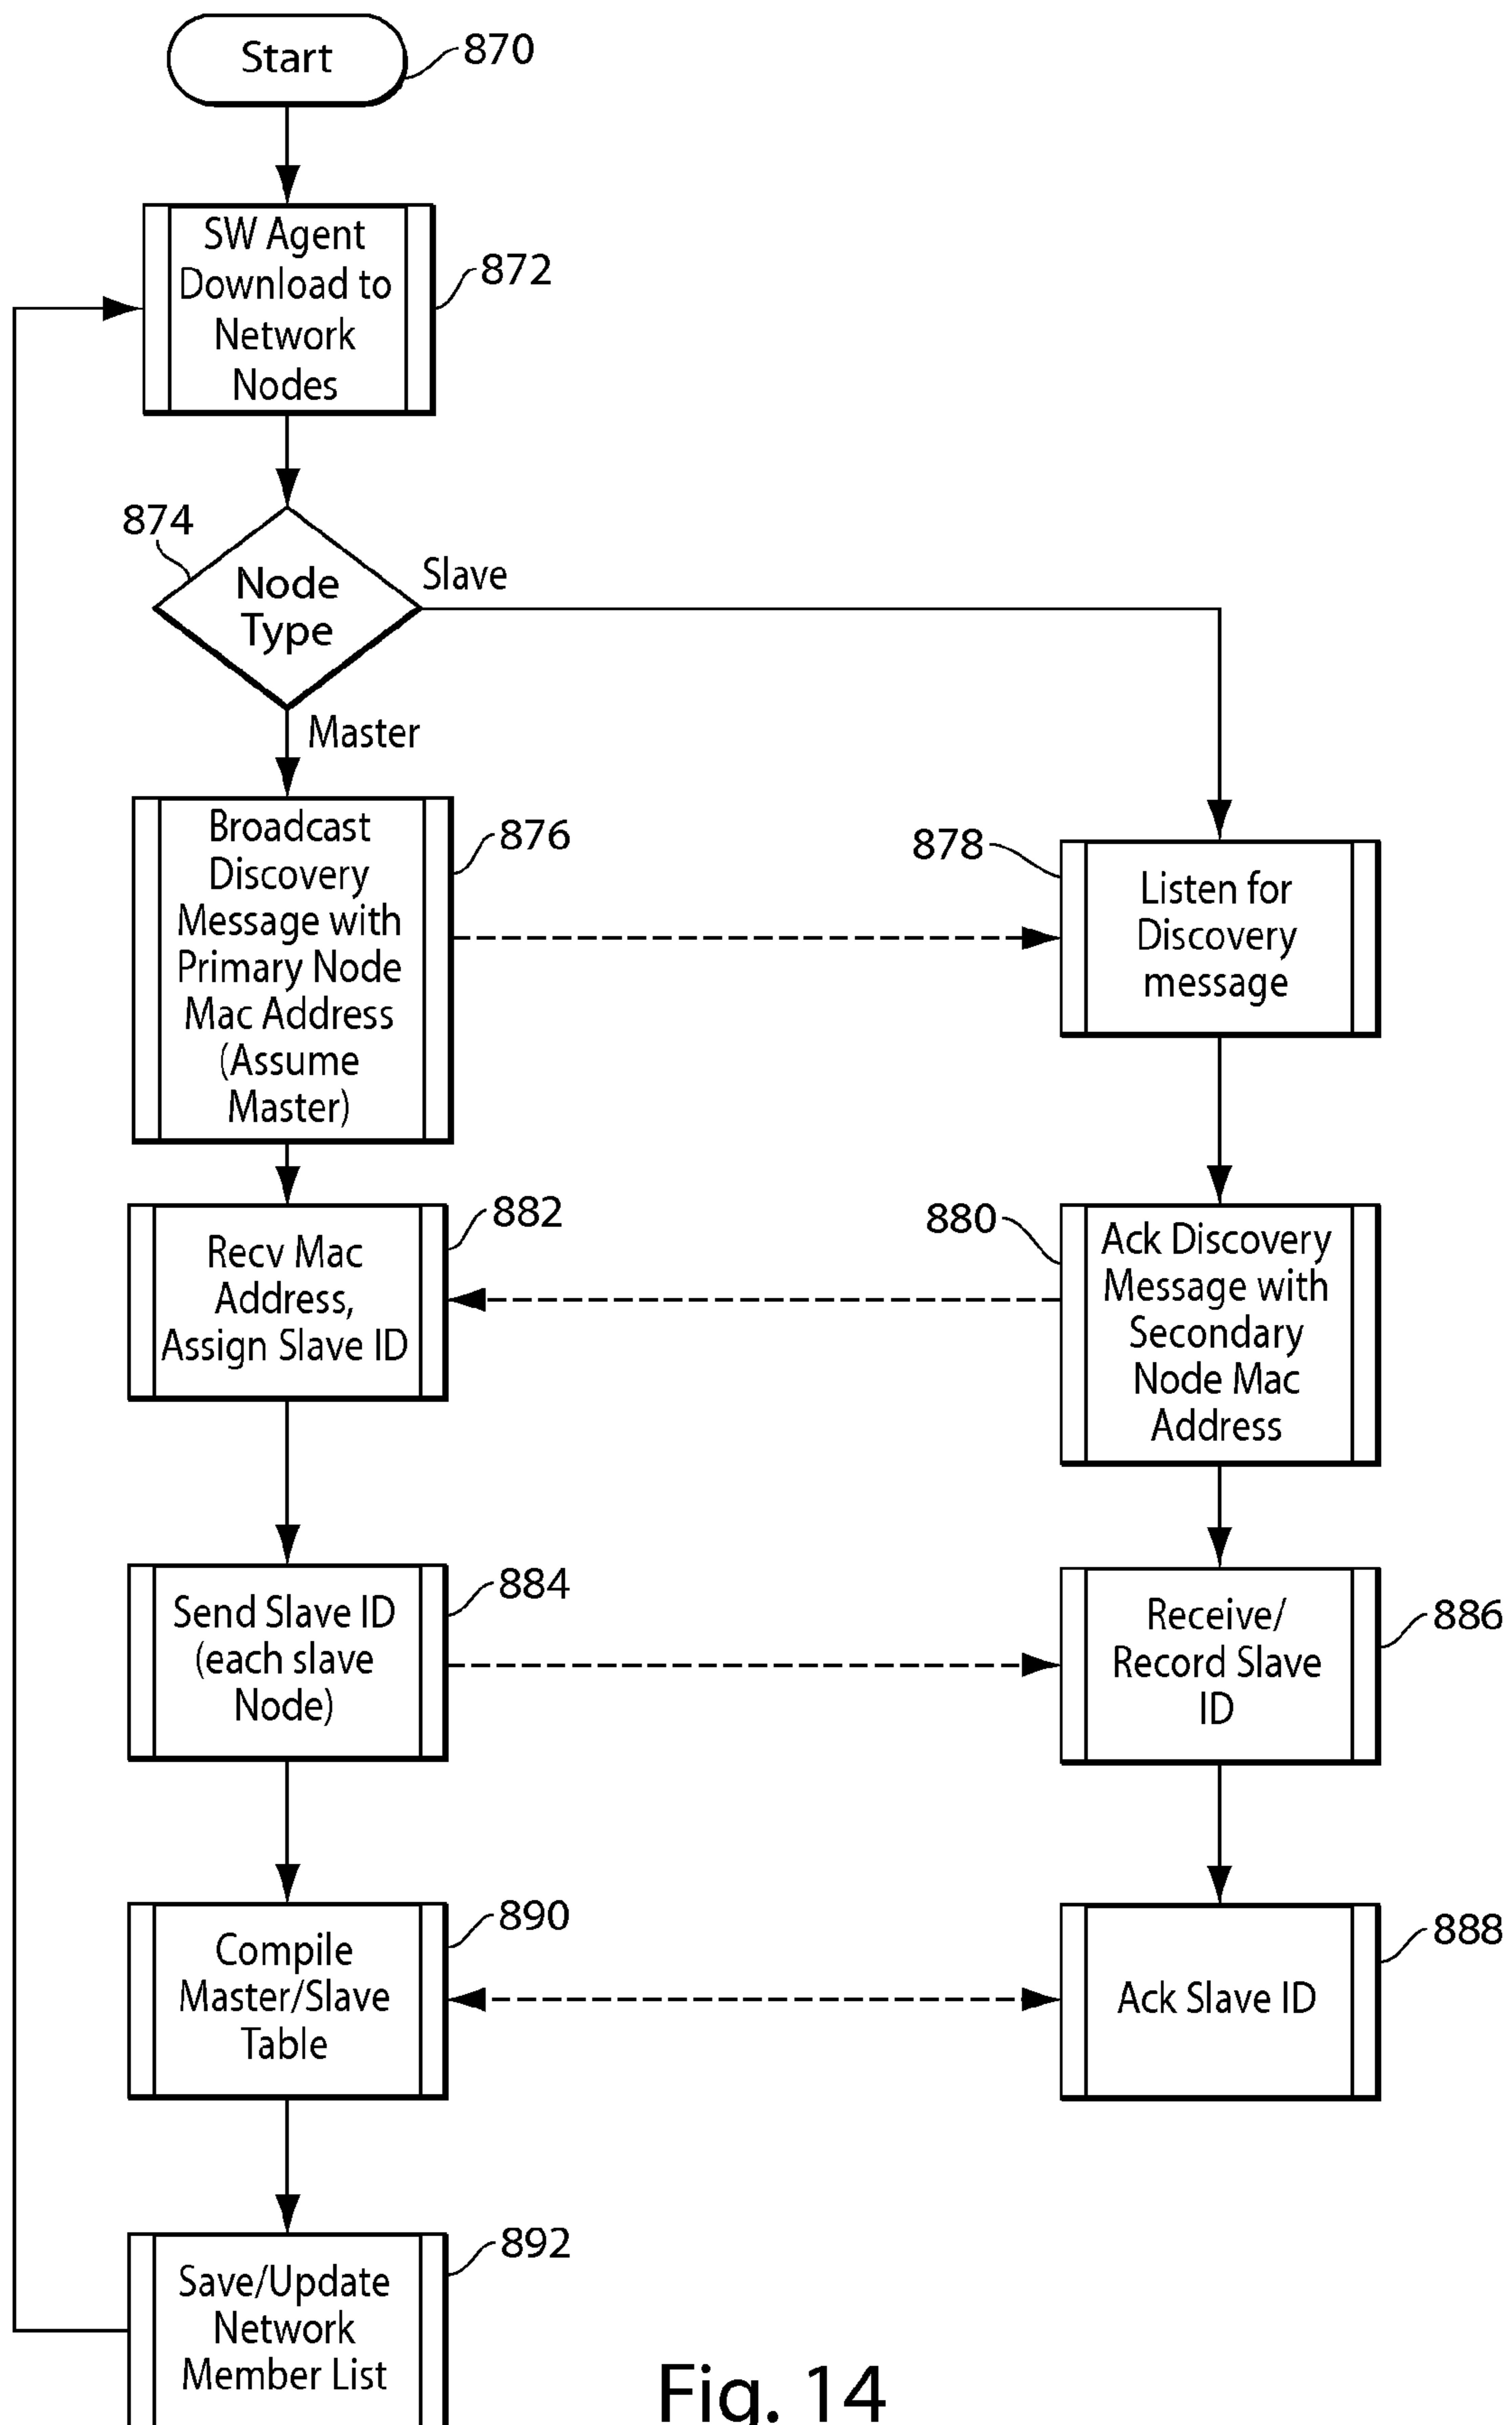 Start
870
SW Agent
Download to
Network
Nodes
872
874
Node
Type
Slave
Master
Broadcast
Discovery
Message with
Primary Node
Mac Address
(Assume
Master)
876
878
Listen for
Discovery
message
Recv Mac
Address,
Assign Slave ID
882
880
Ack Discovery
Message with
Secondary
Node Mac
Address
Send Slave ID
(each slave
Node)
884
Receive/
Record Slave
ID
886
Compile
Master/Slave
Table
890
Ack Slave ID
888
Save/Update
Network
Member List
892
Fig. 14